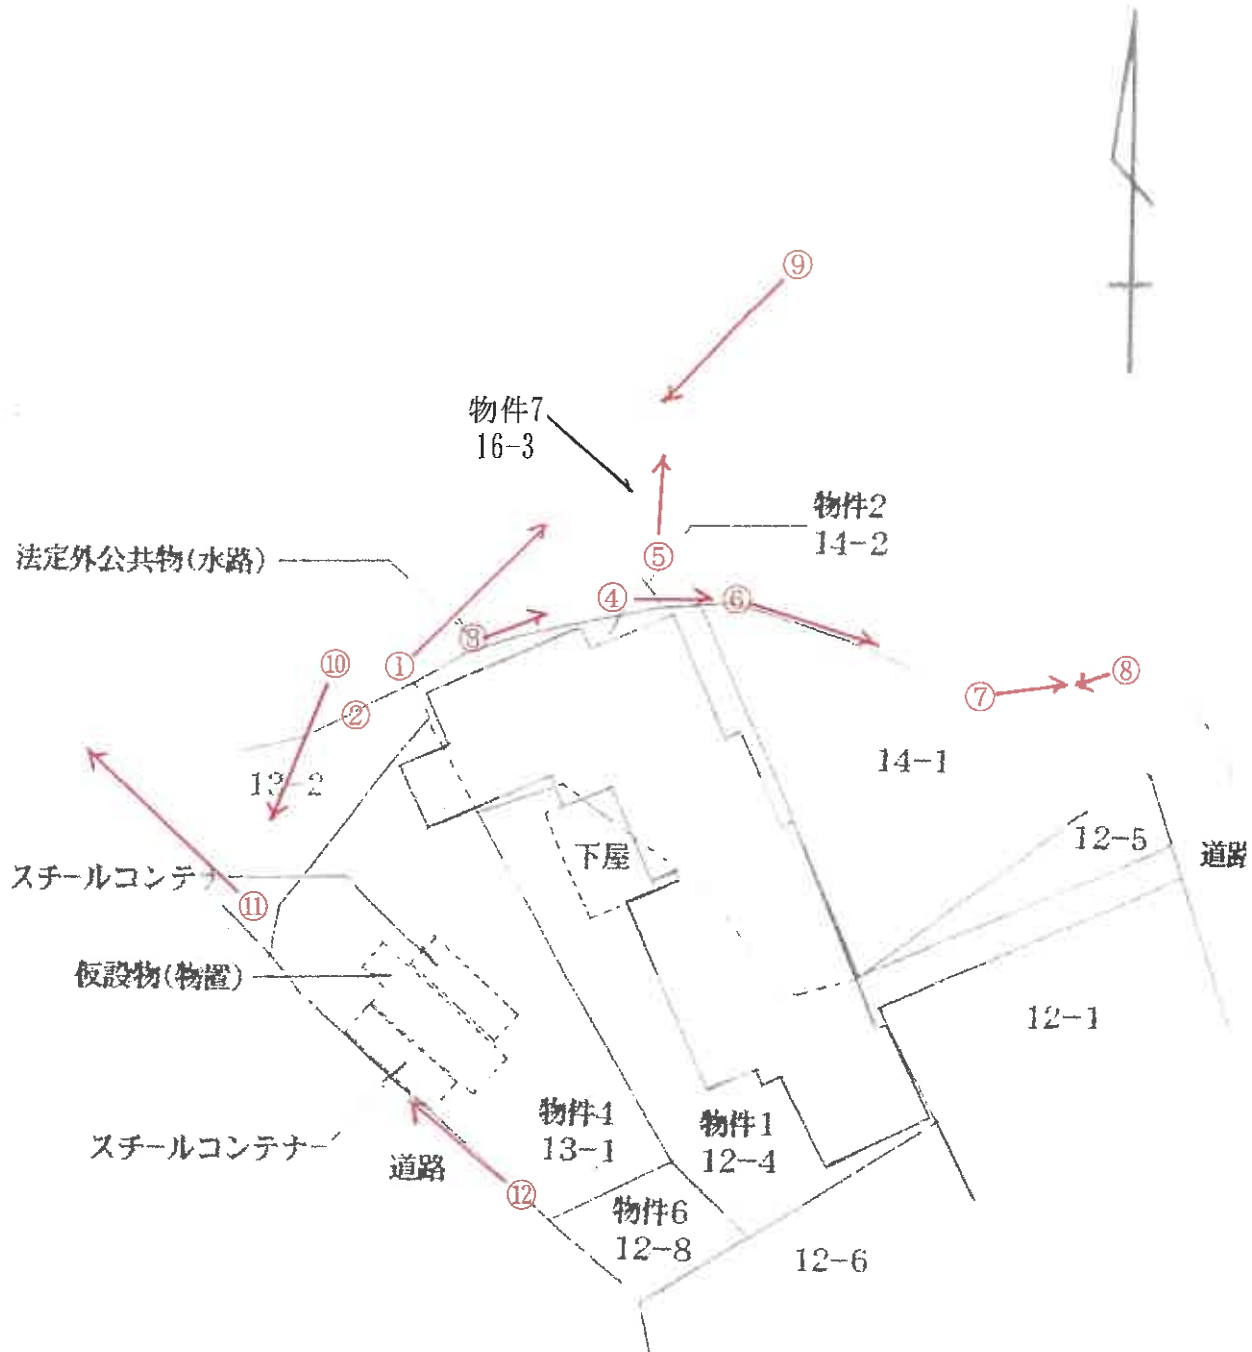 ⑨
物件7
16-3
物件2
14-2
法定外公共物(水路)
⑤
④
⑥
③
①
⑩
⑧
⑦
②
13-2
14-1
12-5
道路
下屋
スチールコンテナー
⑪
仮設物(物置)
12-1
物件4
13-1
物件1
12-4
スチールコンテナー
道路
⑫
物件6
12-8
12-6